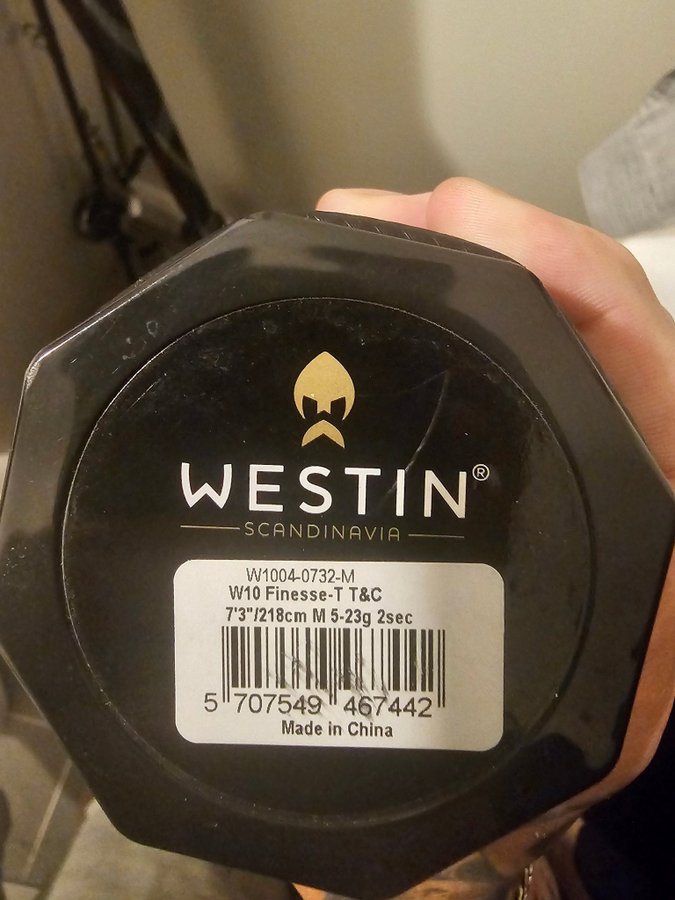 WESTIN®
SCANDINAVIA
W1004-0732-M
W10 Finesse-T T&C
7'3"/218cm M 5-23g 2sec
5 707549 467442
Made in China